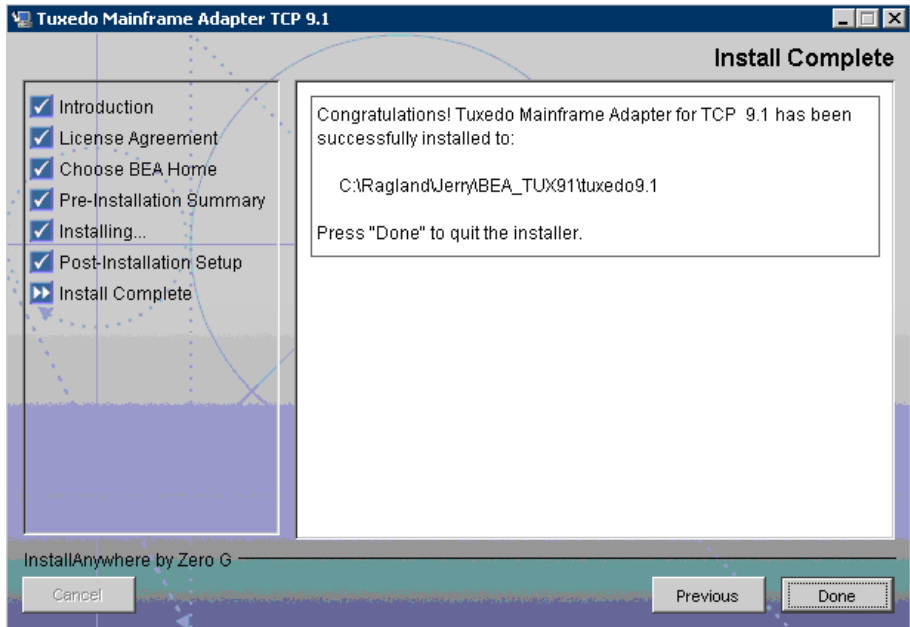 Tuxedo Mainframe Adapter TCP 9.1
Install Complete
Introduction
License Agreement
Choose BEA Home
Pre-Installation Summary
Installing...
Post-Installation Setup
Install Complete
Congratulations! Tuxedo Mainframe Adapter for TCP  9.1 has been
successfully installed to:
C:\Ragland\Jerry\BEA_TUX91\tuxedo9.1
Press "Done" to quit the installer.
InstallAnywhere by Zero G
Cancel
Previous
Done